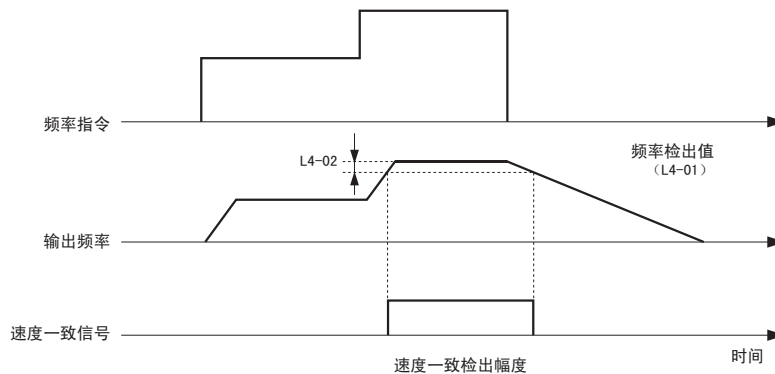 频率指令
L4-02
频率检出值
（L4-01）
输出频率
速度一致信号
时间
速度一致检出幅度